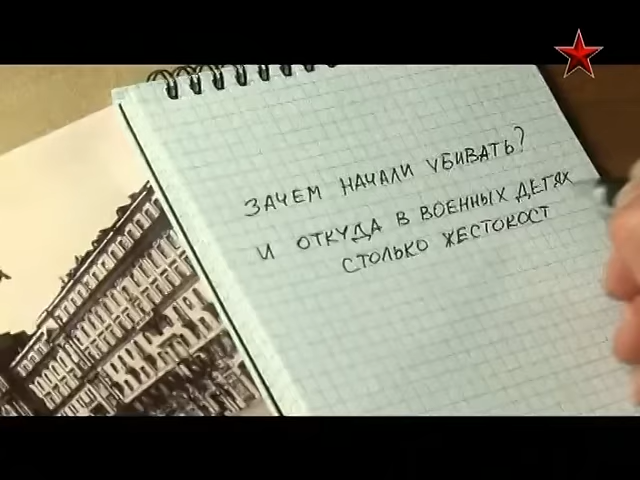 ЗАЧЕМ НАЧАЛИ УБИВАТЬ?
И ОТКУДА В ВОЕННЫХ ДЕТЯХ
СТОЛЬКО ЖЕСТОКОСТ